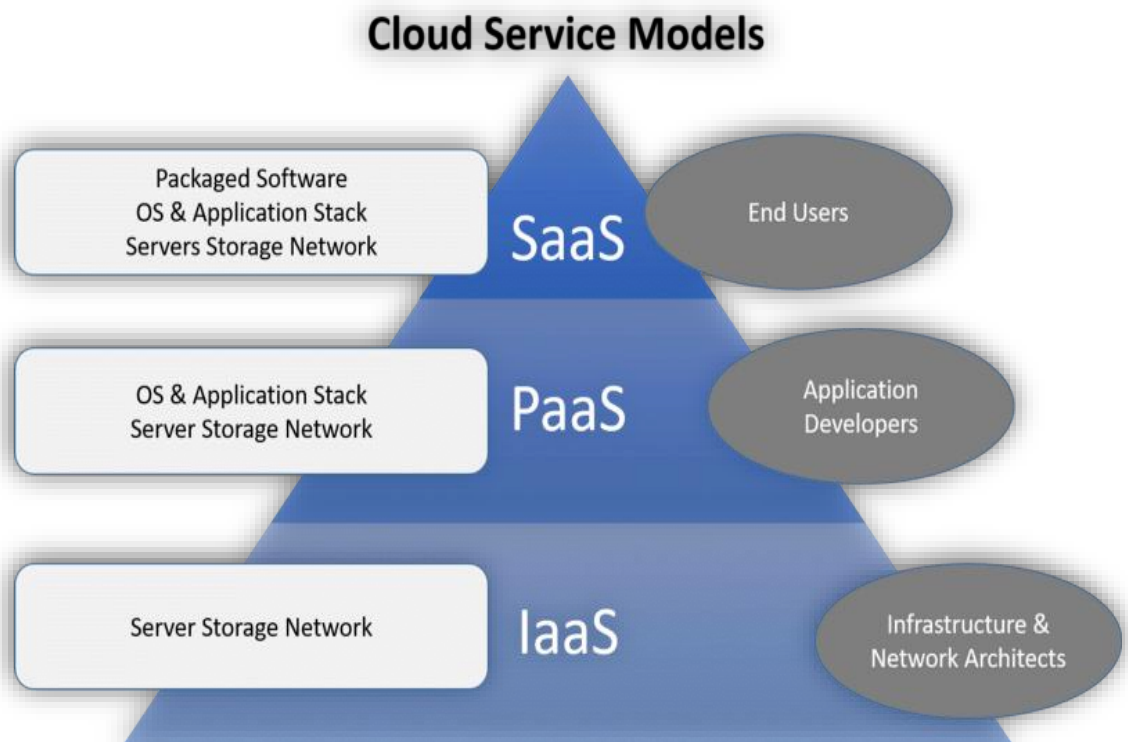 Cloud Service Models
Packaged Software
OS & Application Stack
Servers Storage Network
SaaS
End Users
OS & Application Stack
Server Storage Network
PaaS
Application
Developers
Server Storage Network
IaaS
Infrastructure &
Network Architects